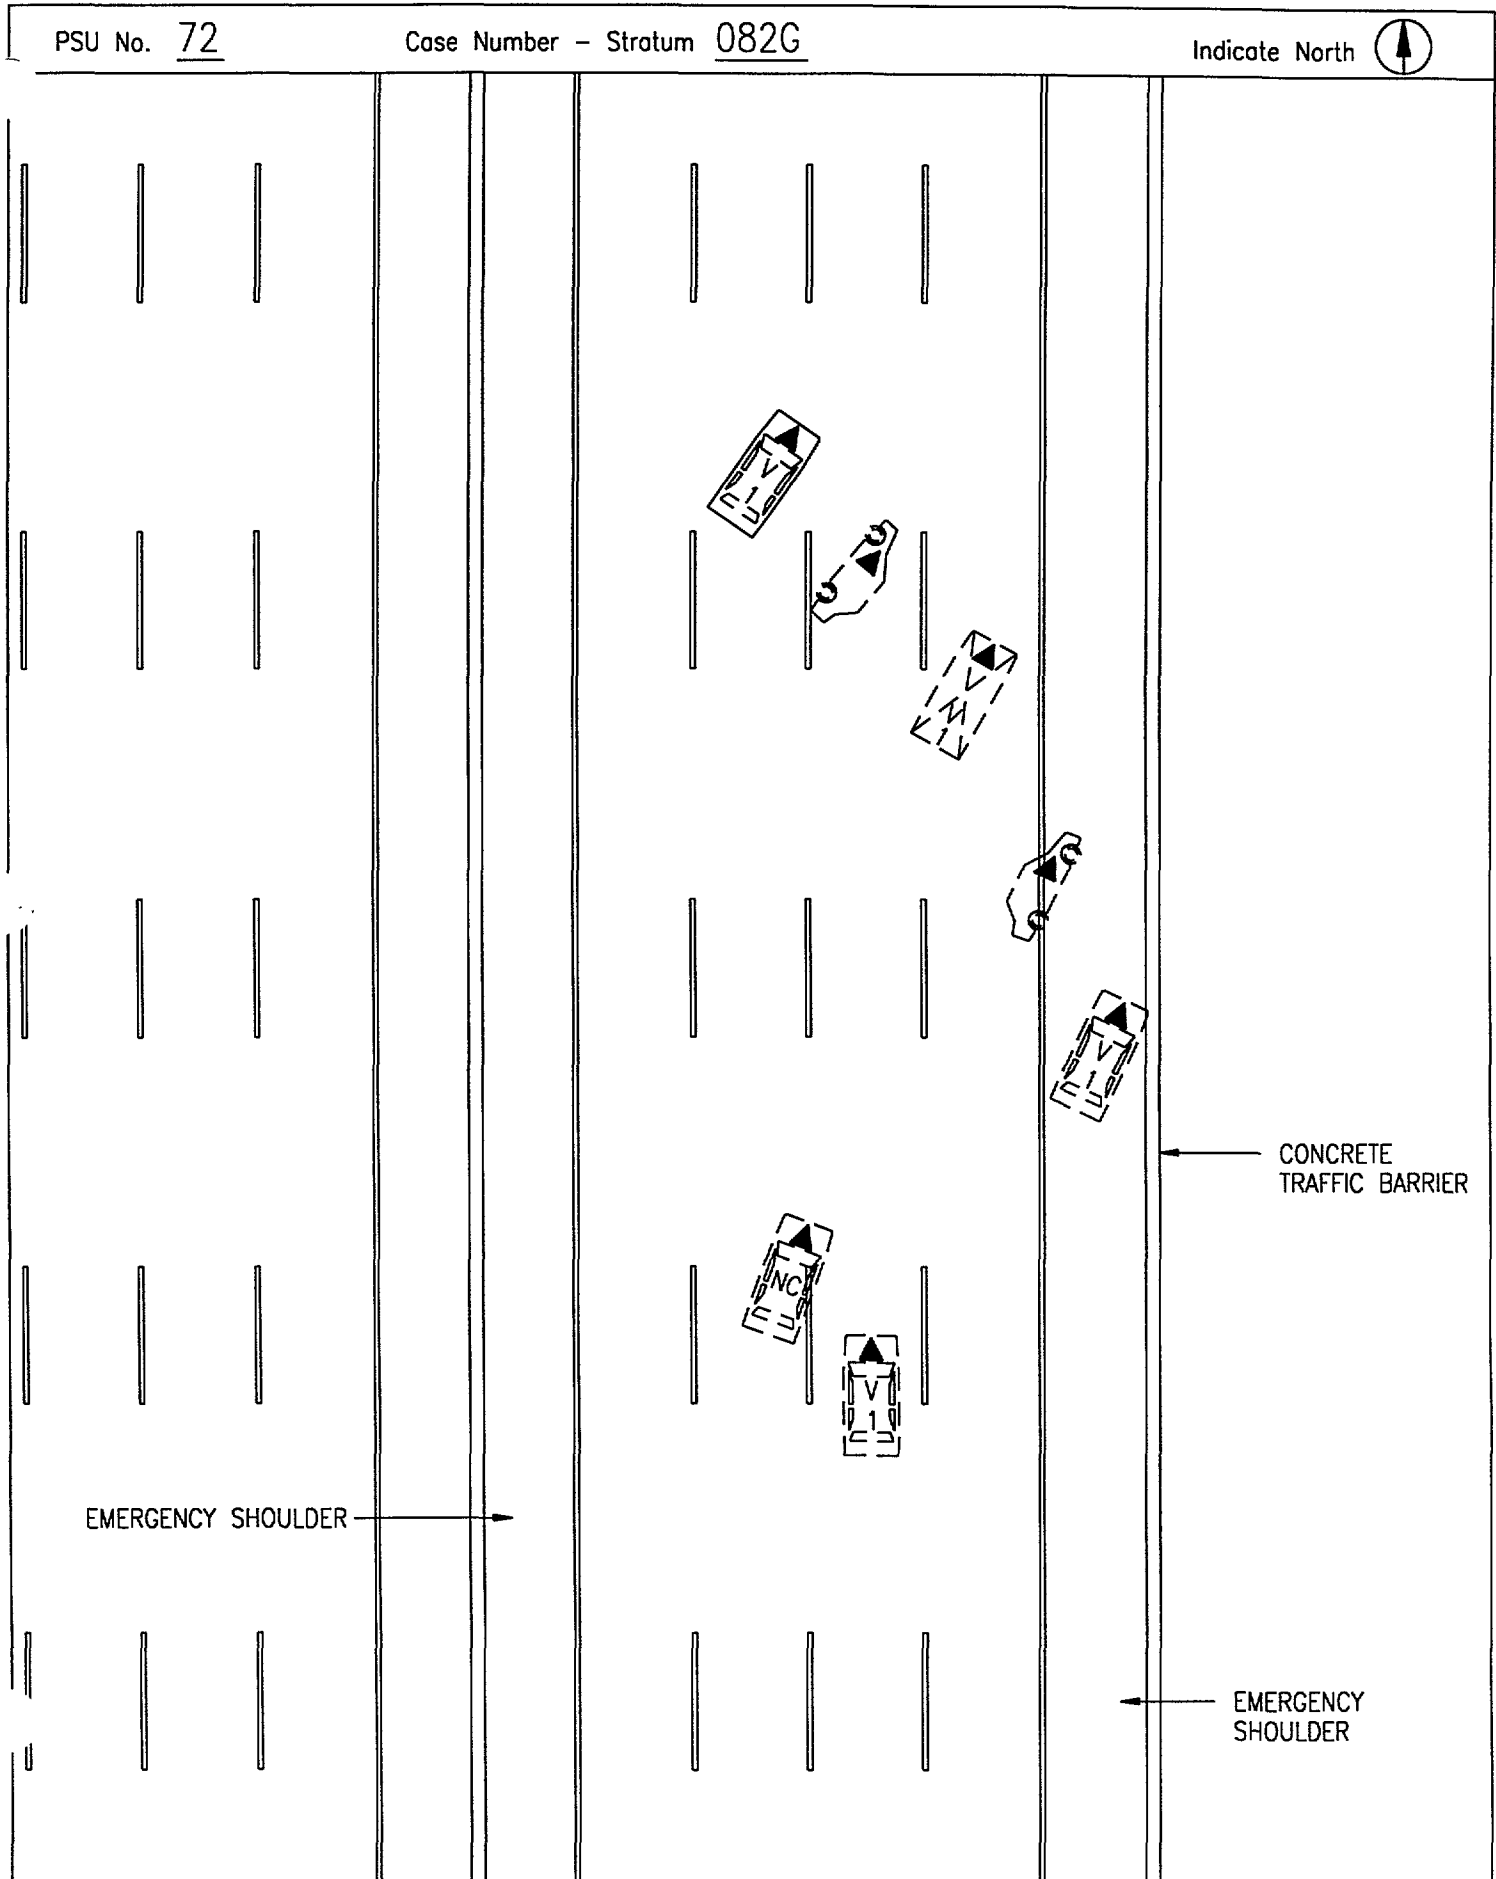 PSU No. 72 Case Number - Stratum 082G Indicate North
V
1
V
1
V
1
CONCRETE
TRAFFIC BARRIER
NC
V
1
EMERGENCY SHOULDER
EMERGENCY
SHOULDER